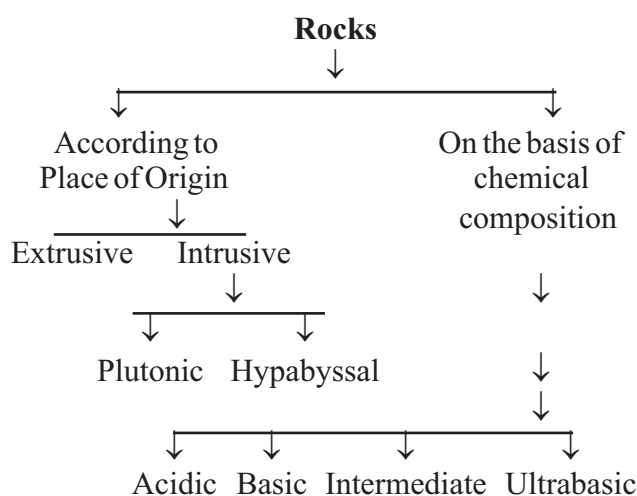 Rocks
According to
Place of Origin
On the basis of
chemical
composition
Extrusive Intrusive
Plutonic Hypabyssal
Acidic Basic Intermediate Ultrabasic